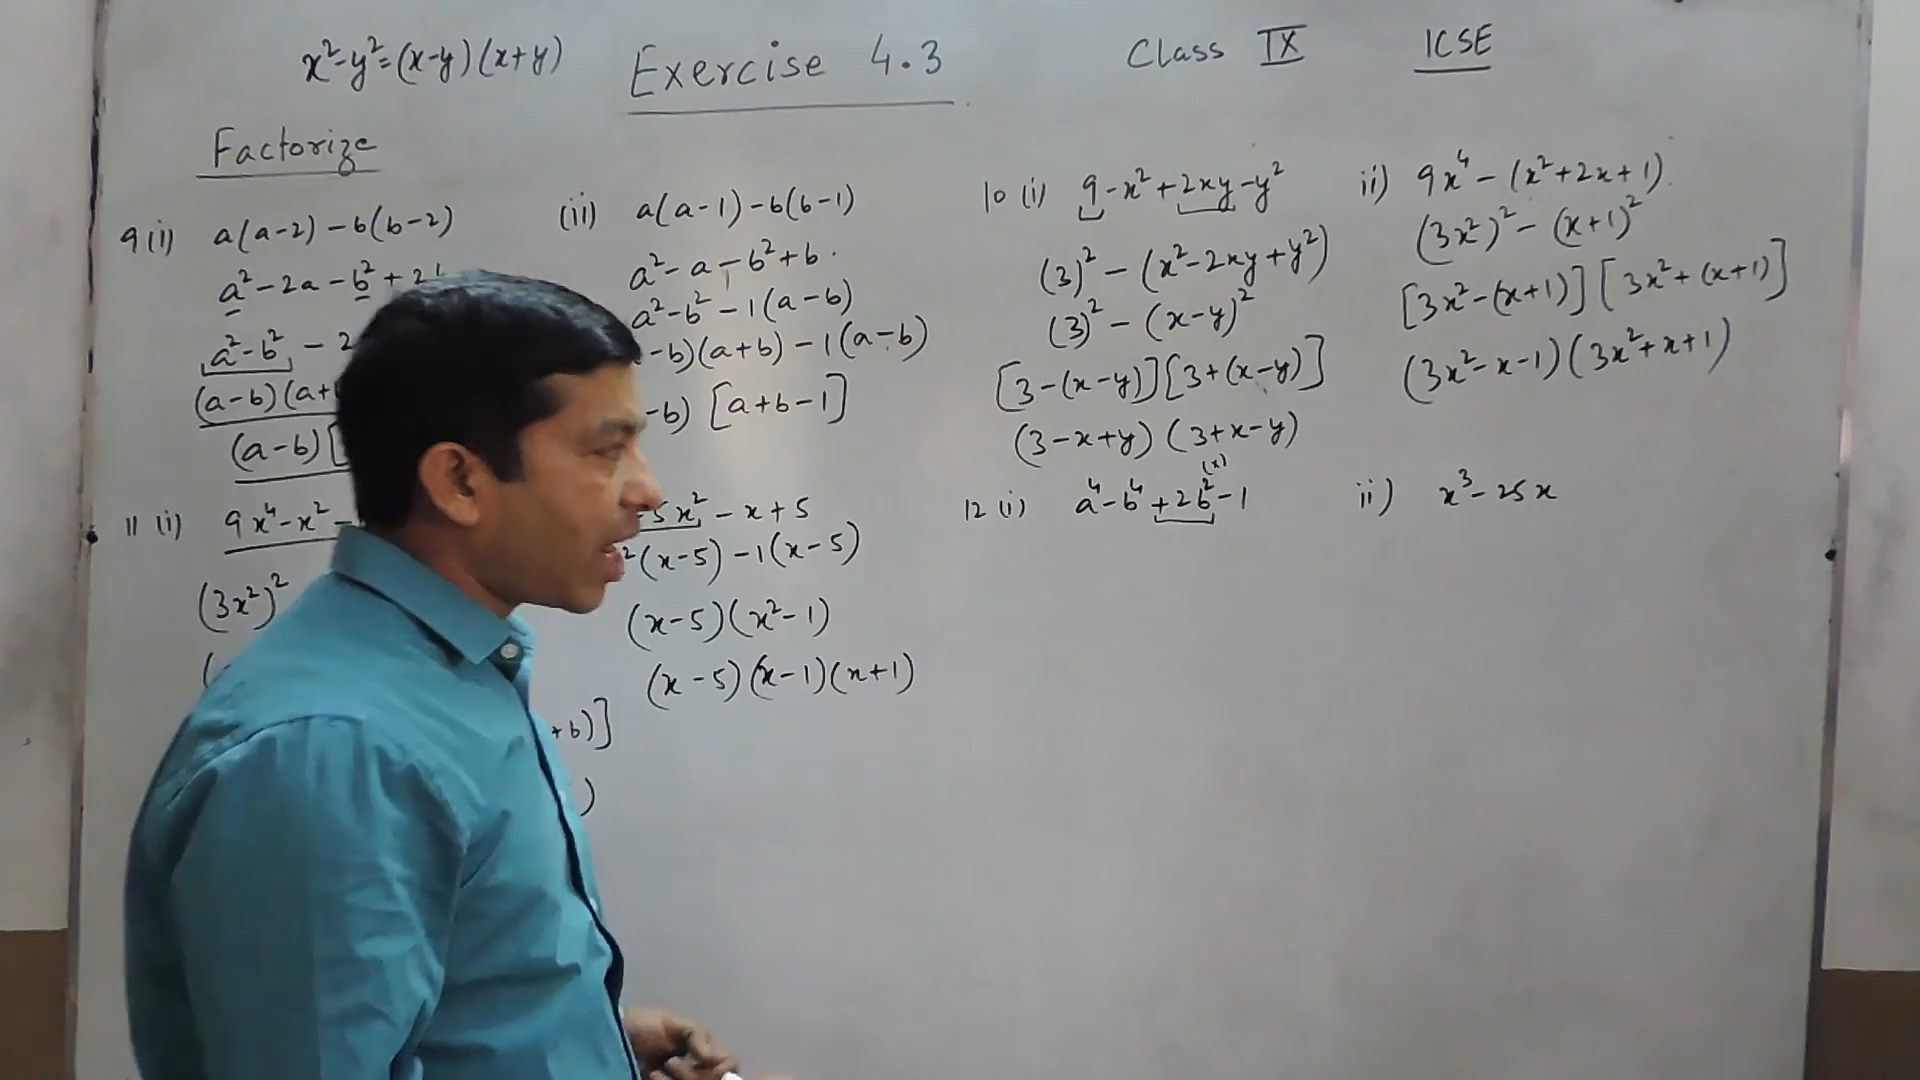 x²-y²=(x-y)(x+y)
Exercise 4.3
Class IX
ICSE
Factorize
9(i) a(a-2)-b(b-2)
a²-2a-b²+2
a²-b²-2
(a-b)(a+
(a-b)[
(ii) a(a-1)-b(b-1)
a²-a-b²+b
a²-b²-1(a-b)
-b)(a+b)-1(a-b)
-b)[a+b-1]
10(i) 9-x²+2xy-y²
(3)²-(x²-2xy+y²)
(3)²-(x-y)²
[3-(x-y)][3+(x-y)]
(3-x+y)(3+x-y)
ii) 9x⁴-(x²+2x+1)
(3x²)²-(x+1)²
[3x²-(x+1)][3x²+(x+1)]
(3x²-x-1)(3x²+x+1)
11(i) 9x⁴-x²-
(3x²)²
(
+b)]
)
-5x²-x+5
²(x-5)-1(x-5)
(x-5)(x²-1)
(x-5)(x-1)(x+1)
(x)
12(i) a⁴-b⁴+2b²-1
ii) x³-25x